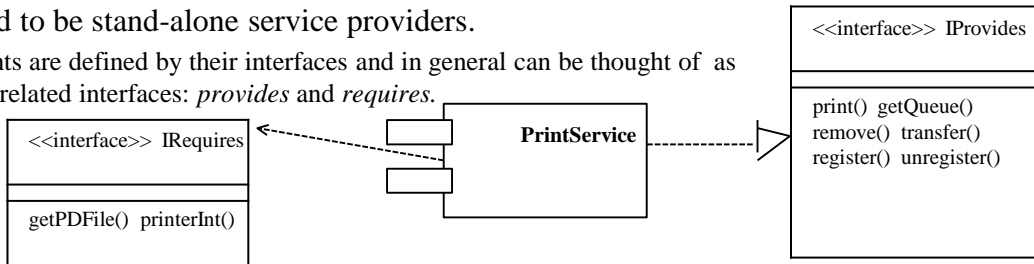 d to be stand-alone service providers.
nts are defined by their interfaces and in general can be thought of as
related interfaces: provides and requires.
<<interface>> IRequires
getPDFile() printerInt()
PrintService
<<interface>> IProvides
print() getQueue()
remove() transfer()
register() unregister()